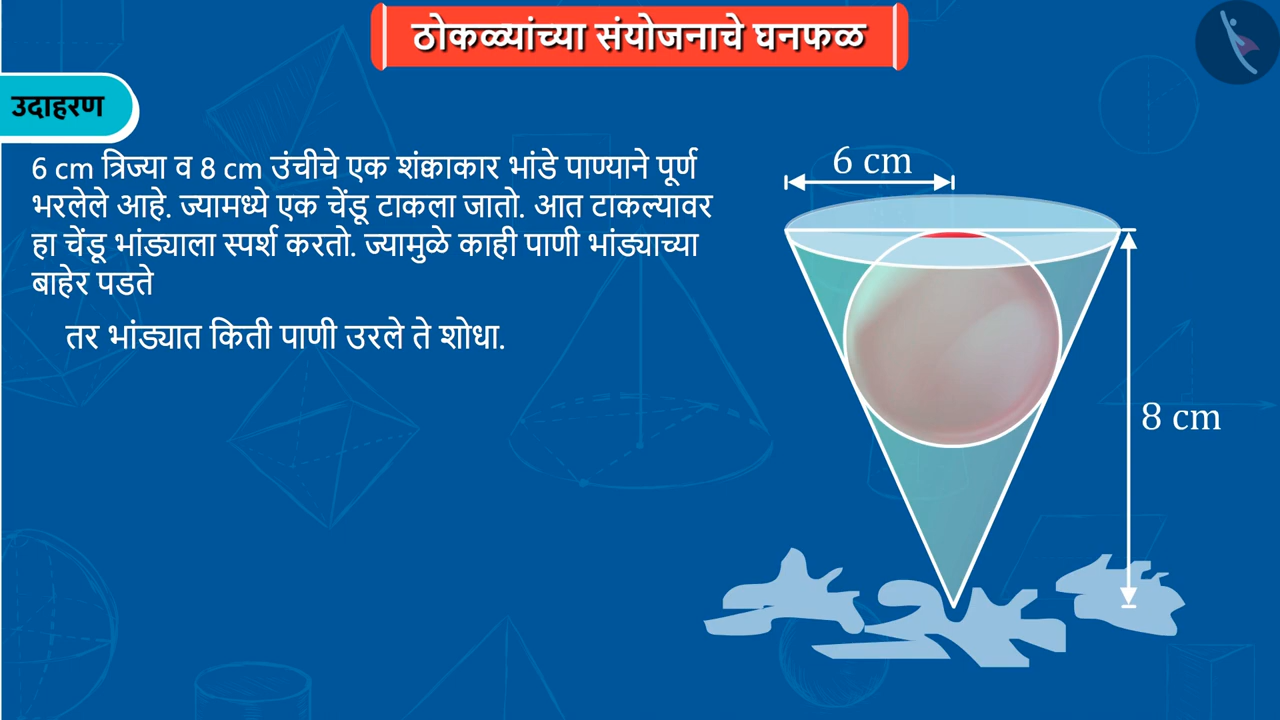 ठोकळ्यांच्या संयोजनाचे घनफळ
उदाहरण
6 cm त्रिज्या व 8 cm उंचीचे एक शंकाकार भांडे पाण्याने पूर्ण
भरलेले आहे. ज्यामध्ये एक चेंडू टाकला जातो. आत टाकल्यावर
हा चेंडू भांड्याला स्पर्श करतो. ज्यामुळे काही पाणी भांड्याच्या
बाहेर पडते
तर भांड्यात किती पाणी उरले ते शोधा.
6 cm
8 cm